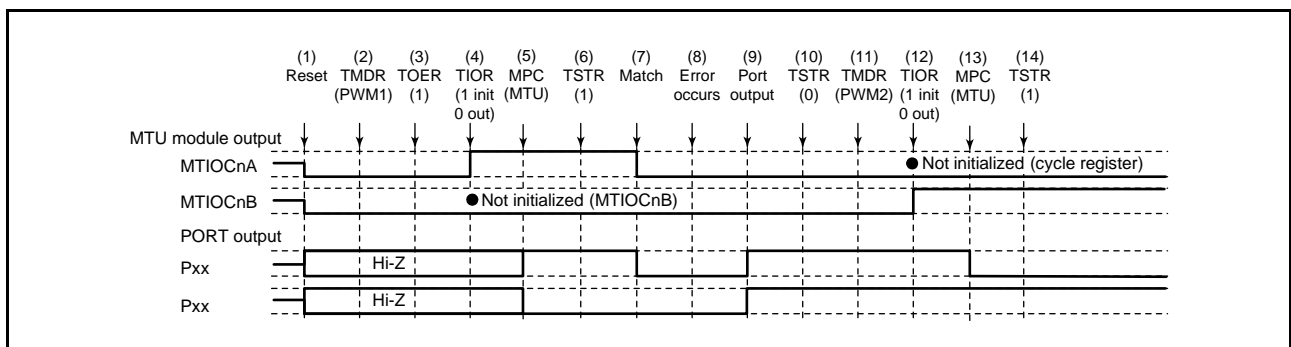 (1) (2) (3) (4) (5) (6) (7) (8) (9) (10) (11) (12) (13) (14)
Reset TMDR TOER TIOR MPC TSTR Match Error Port TSTR TMDR TIOR MPC TSTR
(PWM1) (1) (1 init (MTU) (1) occurs output (0) (PWM2) (1 init (MTU) (1)
0 out) 0 out)
MTU module output
MTIOCnA ● Not initialized (cycle register)
MTIOCnB ● Not initialized (MTIOCnB)
PORT output
Pxx Hi-Z
Pxx Hi-Z